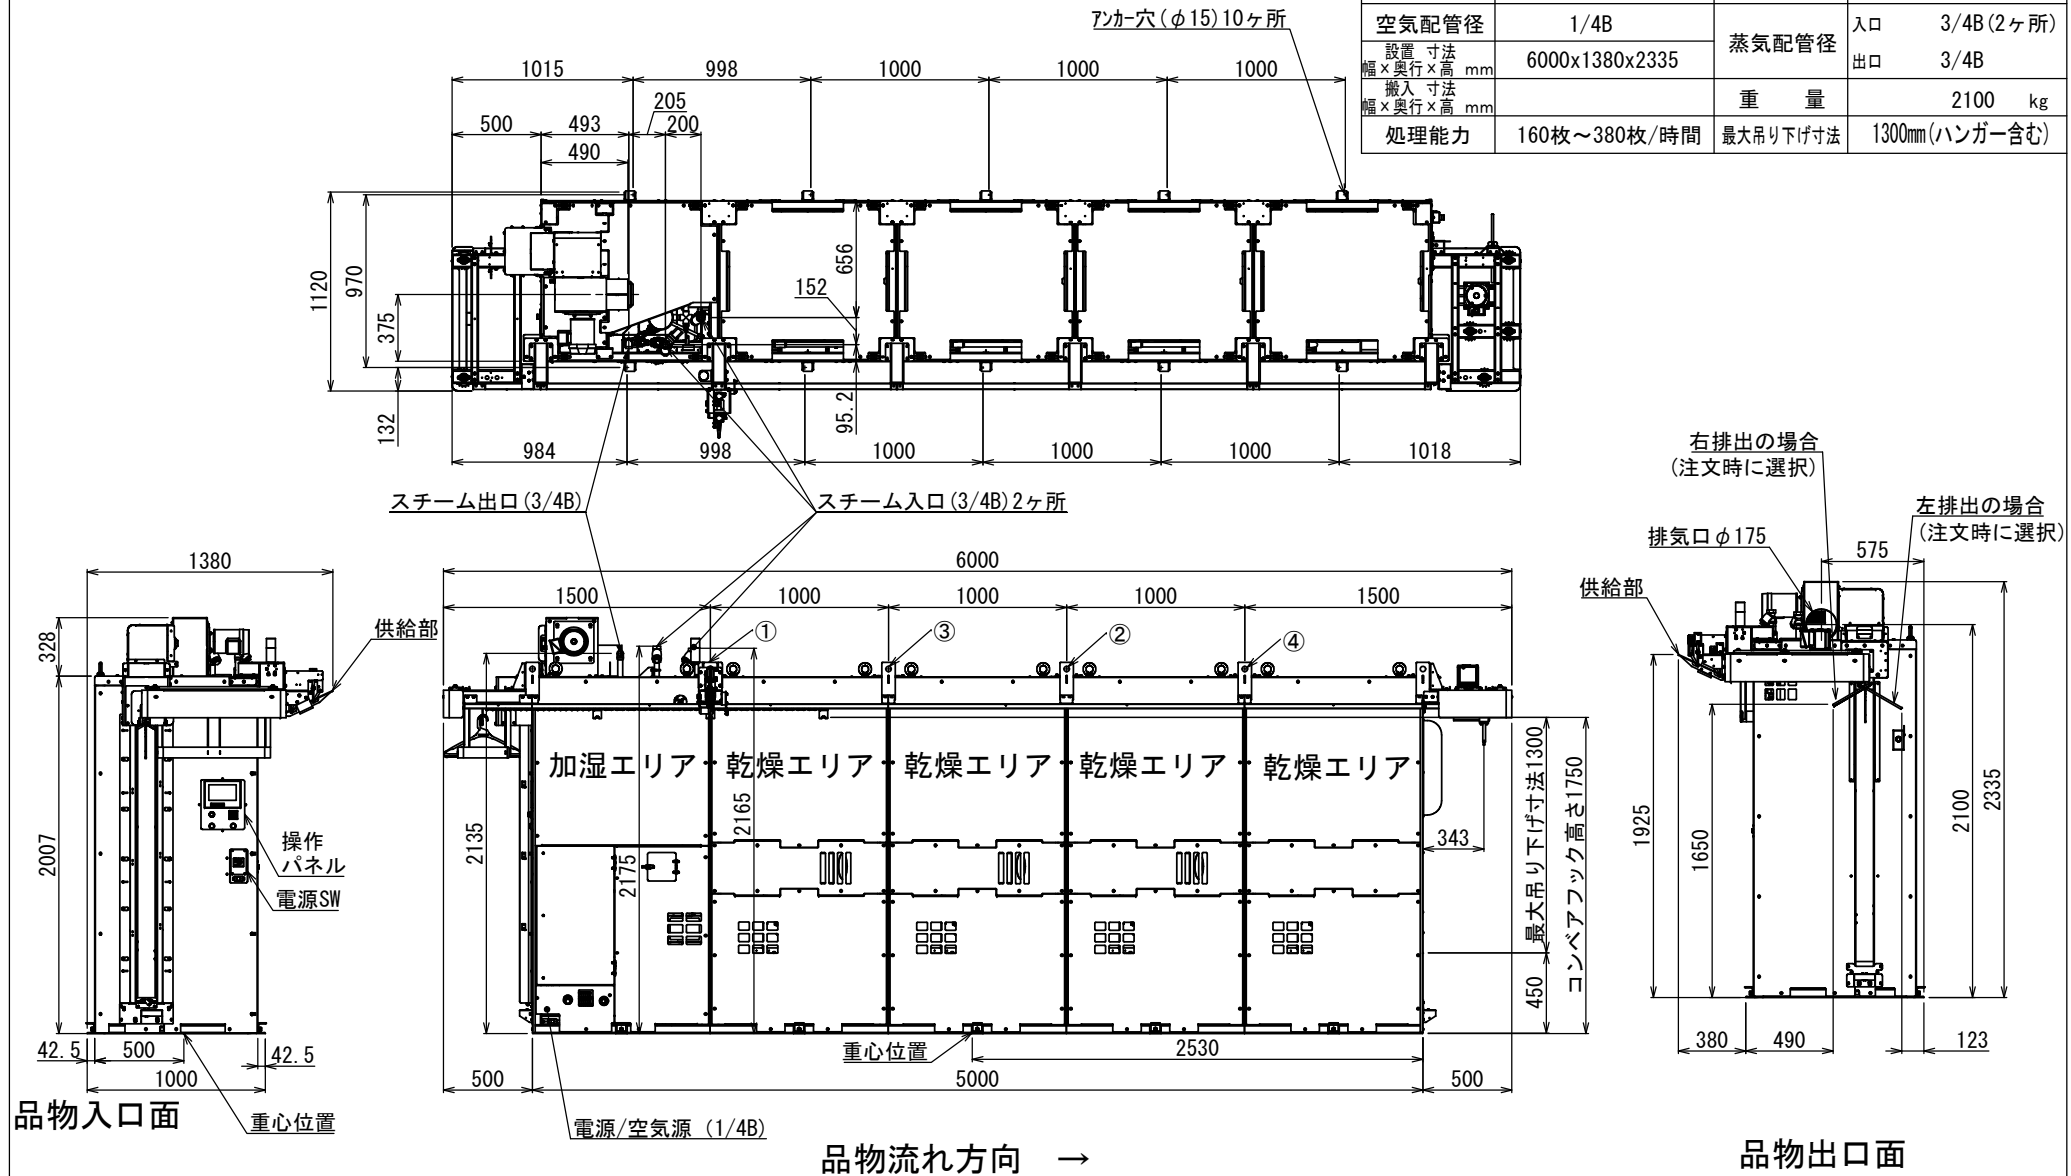 アンカー穴(φ15)10ヶ所
空気配管径 1/4B 蒸気配管径 入口 3/4B(2ヶ所)
出口 3/4B
設置 寸法
幅×奥行×高 mm 6000x1380x2335
搬入 寸法
幅×奥行×高 mm 重 量 2100 kg
処理能力 160枚～380枚/時間 最大吊り下げ寸法 1300mm(ハンガー含む)
1015 998 1000 1000 1000
205
500 493 200
490
1120 970 375 132
656
152
95.2
984 998 1000 1000 1018
スチーム出口(3/4B)
スチーム入口(3/4B)2ヶ所
右排出の場合
(注文時に選択)
左排出の場合
(注文時に選択)
排気口φ175
575
供給部
1380
328
供給部
2007
操作
パネル
電源SW
42.5 500 42.5
1000
品物入口面
重心位置
6000
1500 1000 1000 1000 1500
① ③ ② ④
加湿エリア 乾燥エリア 乾燥エリア 乾燥エリア 乾燥エリア
2135 2175 2165
343
最大吊り下げ寸法1300
450
コンベアフック高さ1750
重心位置
2530
500 5000 500
電源/空気源 (1/4B)
品物流れ方向 →
1925 1650 2100 2335
380 490 123
品物出口面